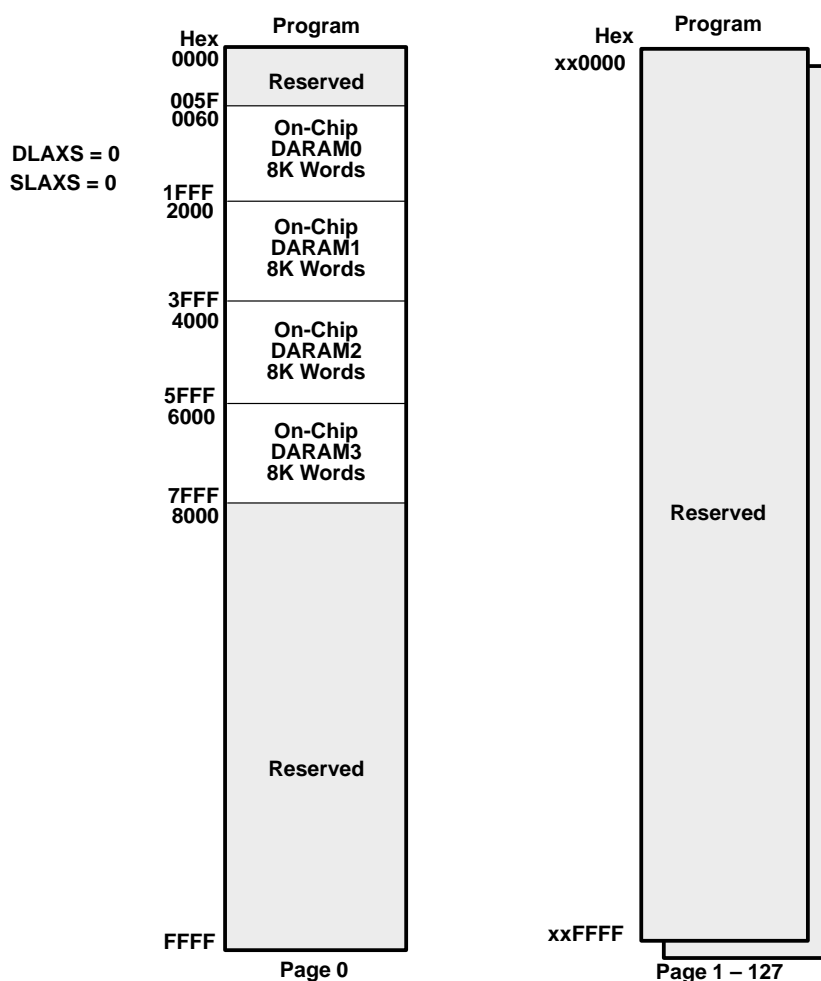 Program
Hex
0000
Reserved
005F
0060
On-Chip
DARAM0
8K Words
DLAXS = 0
SLAXS = 0
1FFF
2000
On-Chip
DARAM1
8K Words
3FFF
4000
On-Chip
DARAM2
8K Words
5FFF
6000
On-Chip
DARAM3
8K Words
7FFF
8000
Reserved
FFFF
Page 0
Program
Hex
xx0000
Reserved
xxFFFF
Page 1 – 127